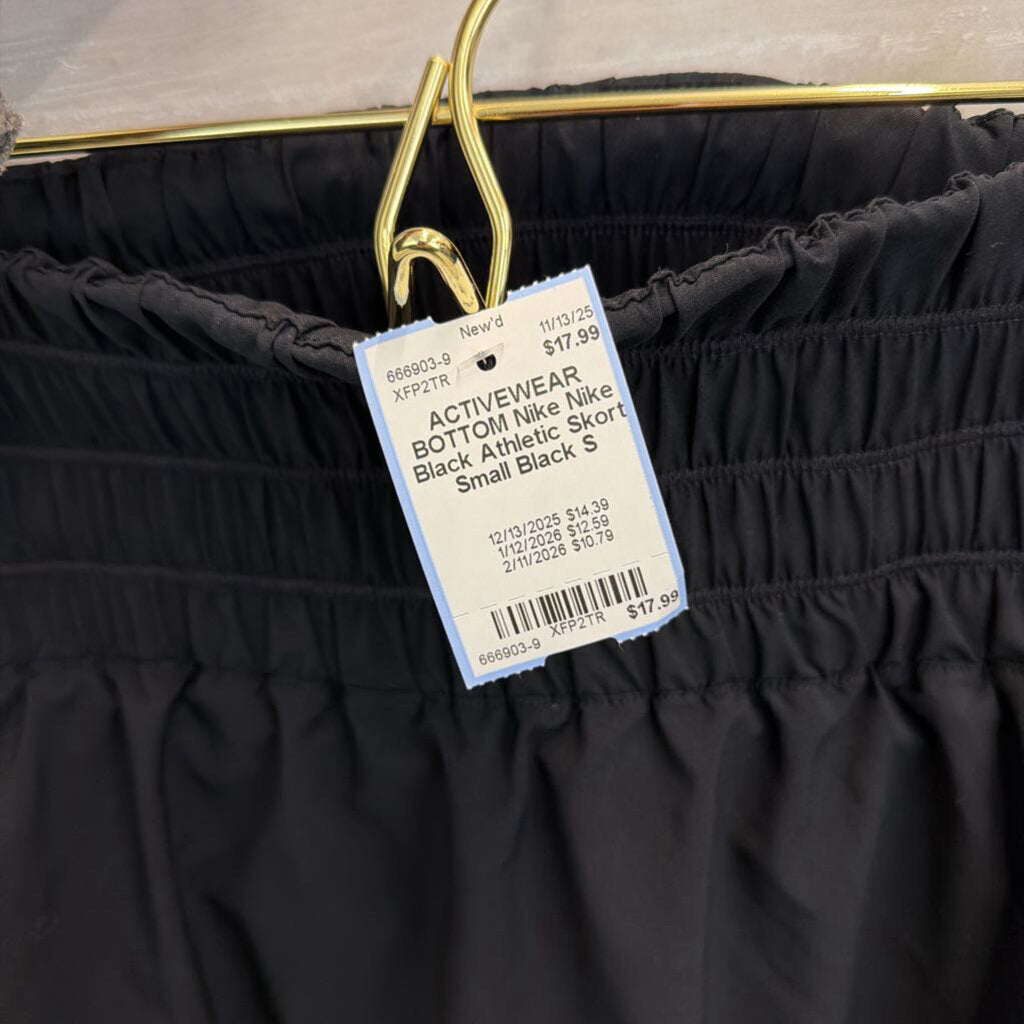 New'd 11/13/25
666903-9 $17.99
XFP2TR
ACTIVEWEAR
BOTTOM Nike Nike
Black Athletic Skort
Small Black S
12/13/2025 $14.39
1/12/2026 $12.59
2/11/2026 $10.79
666903-9 XFP2TR $17.99